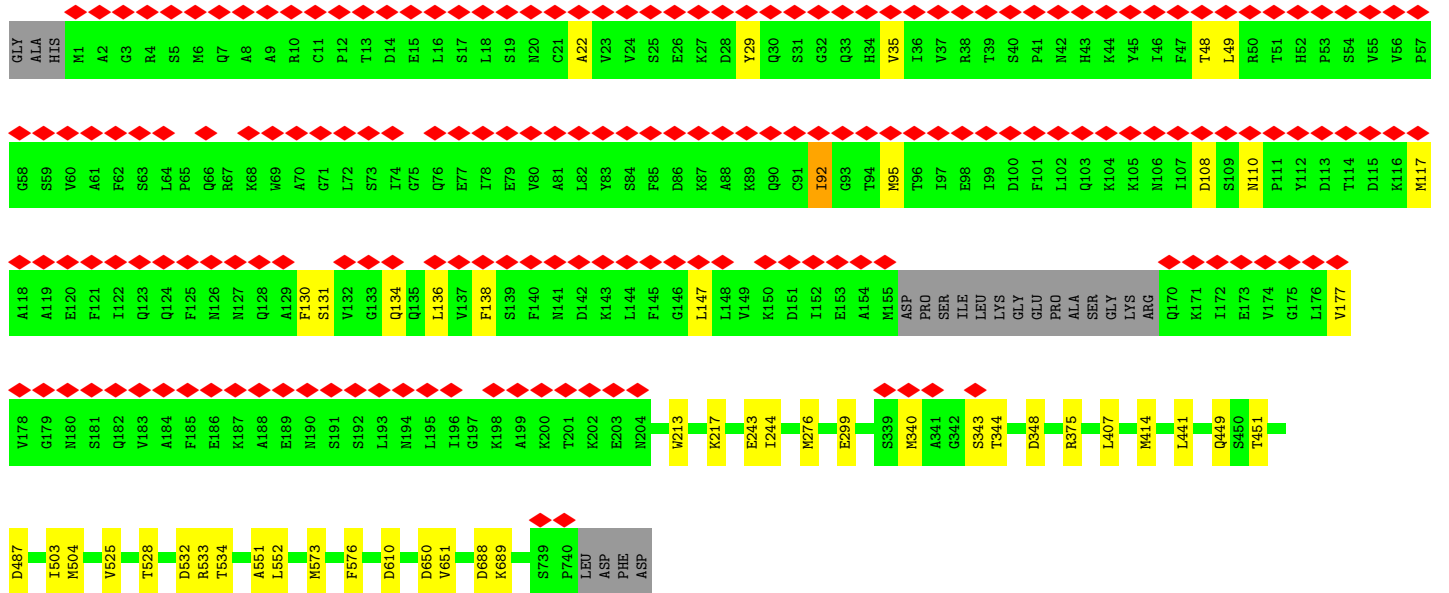 GLY ALA HIS M1 A2 G3 R4 S5 M6 Q7 A8 A9 R10 C11 P12 T13 D14 E15 L16 S17 L18 S19 N20 C21 A22 V23 V24 S25 E26 K27 D28 Y29 Q30 S31 G32 Q33 H34 V35 I36 V37 R38 T39 S40 P41 N42 H43 K44 Y45 I46 F47 T48 L49 R50 T51 H52 P53 S54 V55 V56 P57
G58 S59 V60 A61 F62 S63 L64 P65 Q66 R67 K68 W69 A70 G71 L72 S73 I74 G75 Q76 E77 I78 E79 V80 A81 L82 Y83 S84 F85 D86 K87 A88 K89 Q90 C91 I92 G93 T94 M95 T96 I97 E98 I99 D100 F101 L102 Q103 K104 K105 N106 I107 D108 S109 N110 P111 Y112 D113 T114 D115 K116 M117
A118 A119 E120 F121 I122 Q123 Q124 F125 N126 N127 Q128 A129 F130 S131 V132 G133 Q134 Q135 L136 V137 F138 S139 F140 N141 D142 K143 L144 F145 G146 L147 L148 V149 K150 D151 I152 E153 A154 M155 ASP PRO SER ILE LEU LYS GLY GLU PRO ALA SER GLY LYS ARG Q170 K171 I172 E173 V174 G175 L176 V177
V178 G179 N180 S181 Q182 V183 A184 F185 E186 K187 A188 E189 N190 S191 S192 L193 N194 L195 I196 G197 K198 A199 K200 T201 K202 E203 N204 W213 K217 E243 I244 M276 E299 S339 M340 A341 G342 S343 T344 D348 R375 L407 M414 L441 Q449 S450 T451
D487 I503 M504 V525 T528 D532 R533 T534 A551 L552 M573 F576 D610 D650 V651 D688 K689 S739 P740 LEU ASP PHE ASP